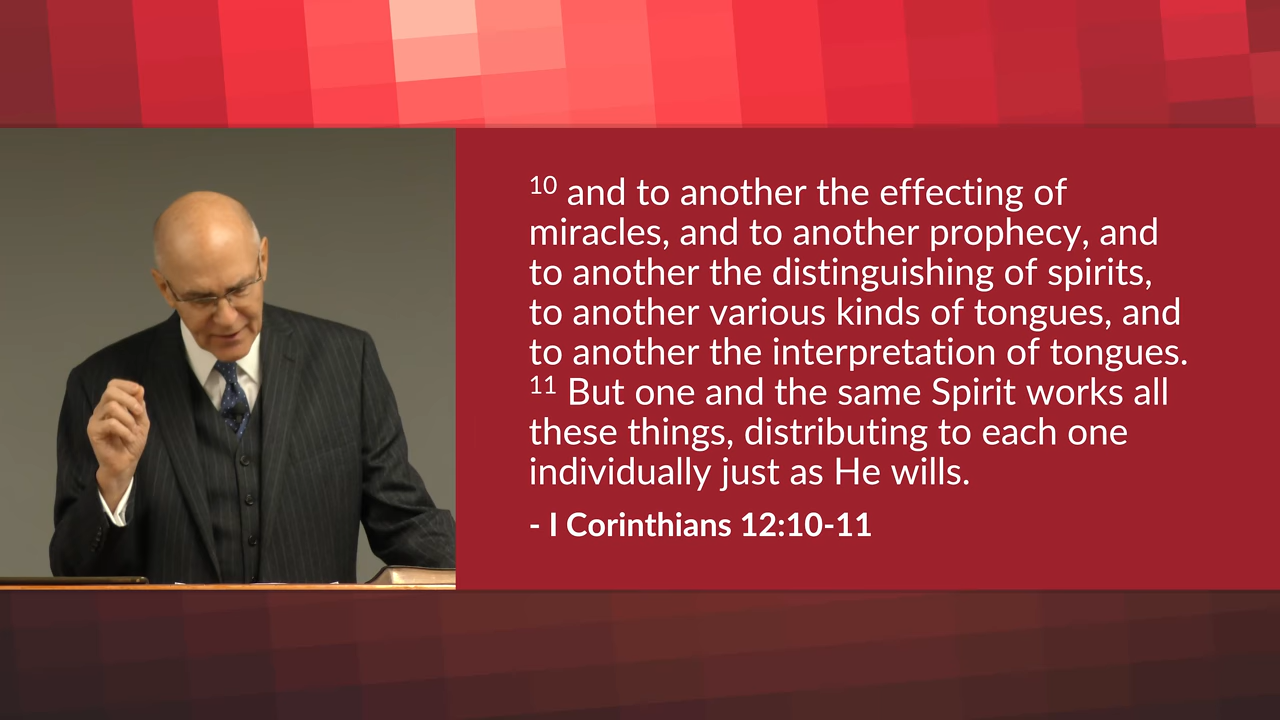 10 and to another the effecting of
miracles, and to another prophecy, and
to another the distinguishing of spirits,
to another various kinds of tongues, and
to another the interpretation of tongues.
11 But one and the same Spirit works all
these things, distributing to each one
individually just as He wills.
- I Corinthians 12:10-11